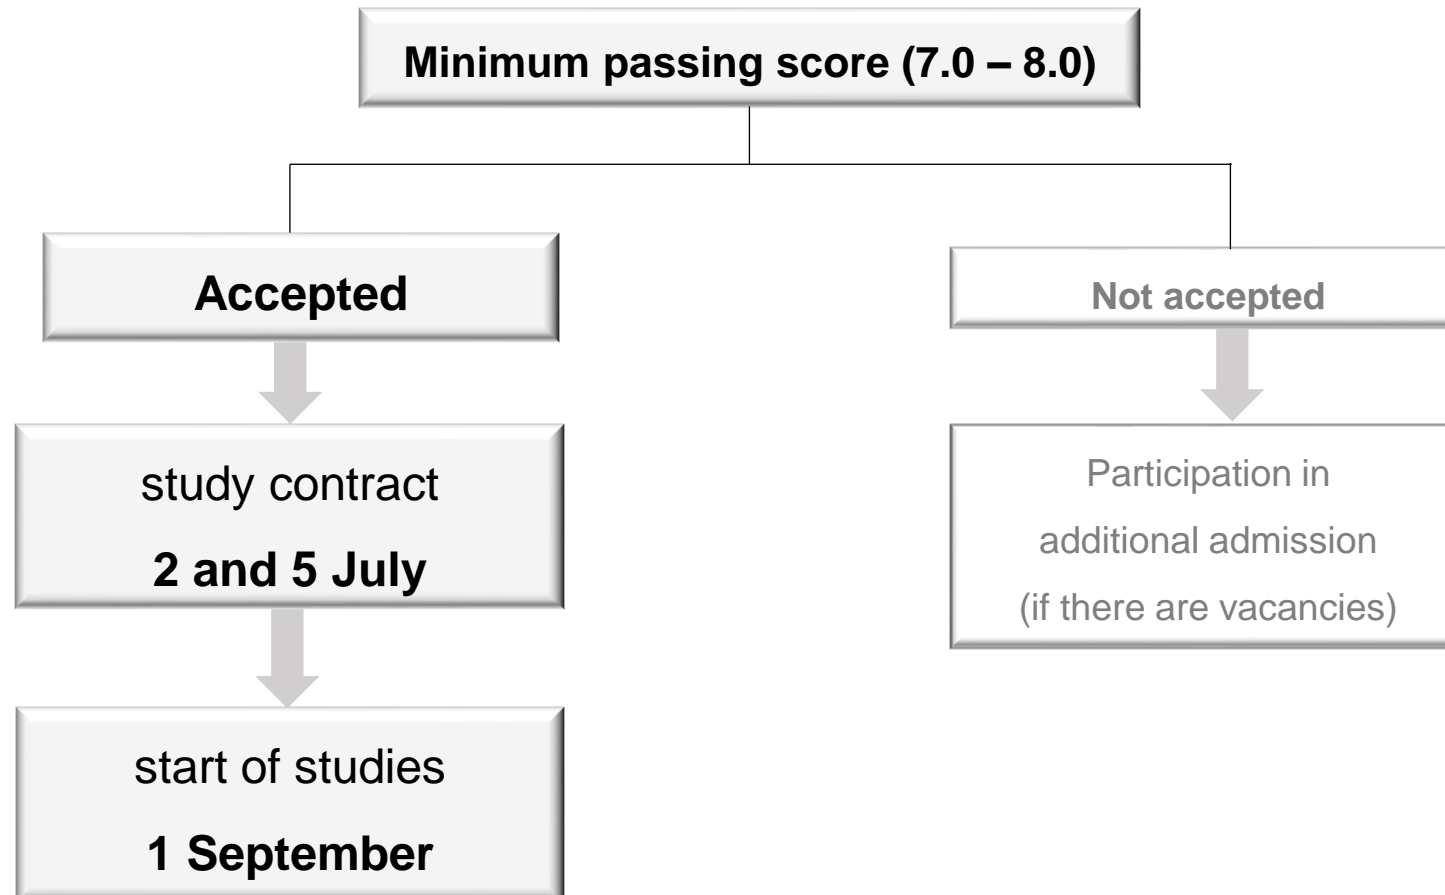 Minimum passing score (7.0 – 8.0)
Accepted
Not accepted
study contract
2 and 5 July
Participation in
additional admission
(if there are vacancies)
start of studies
1 September